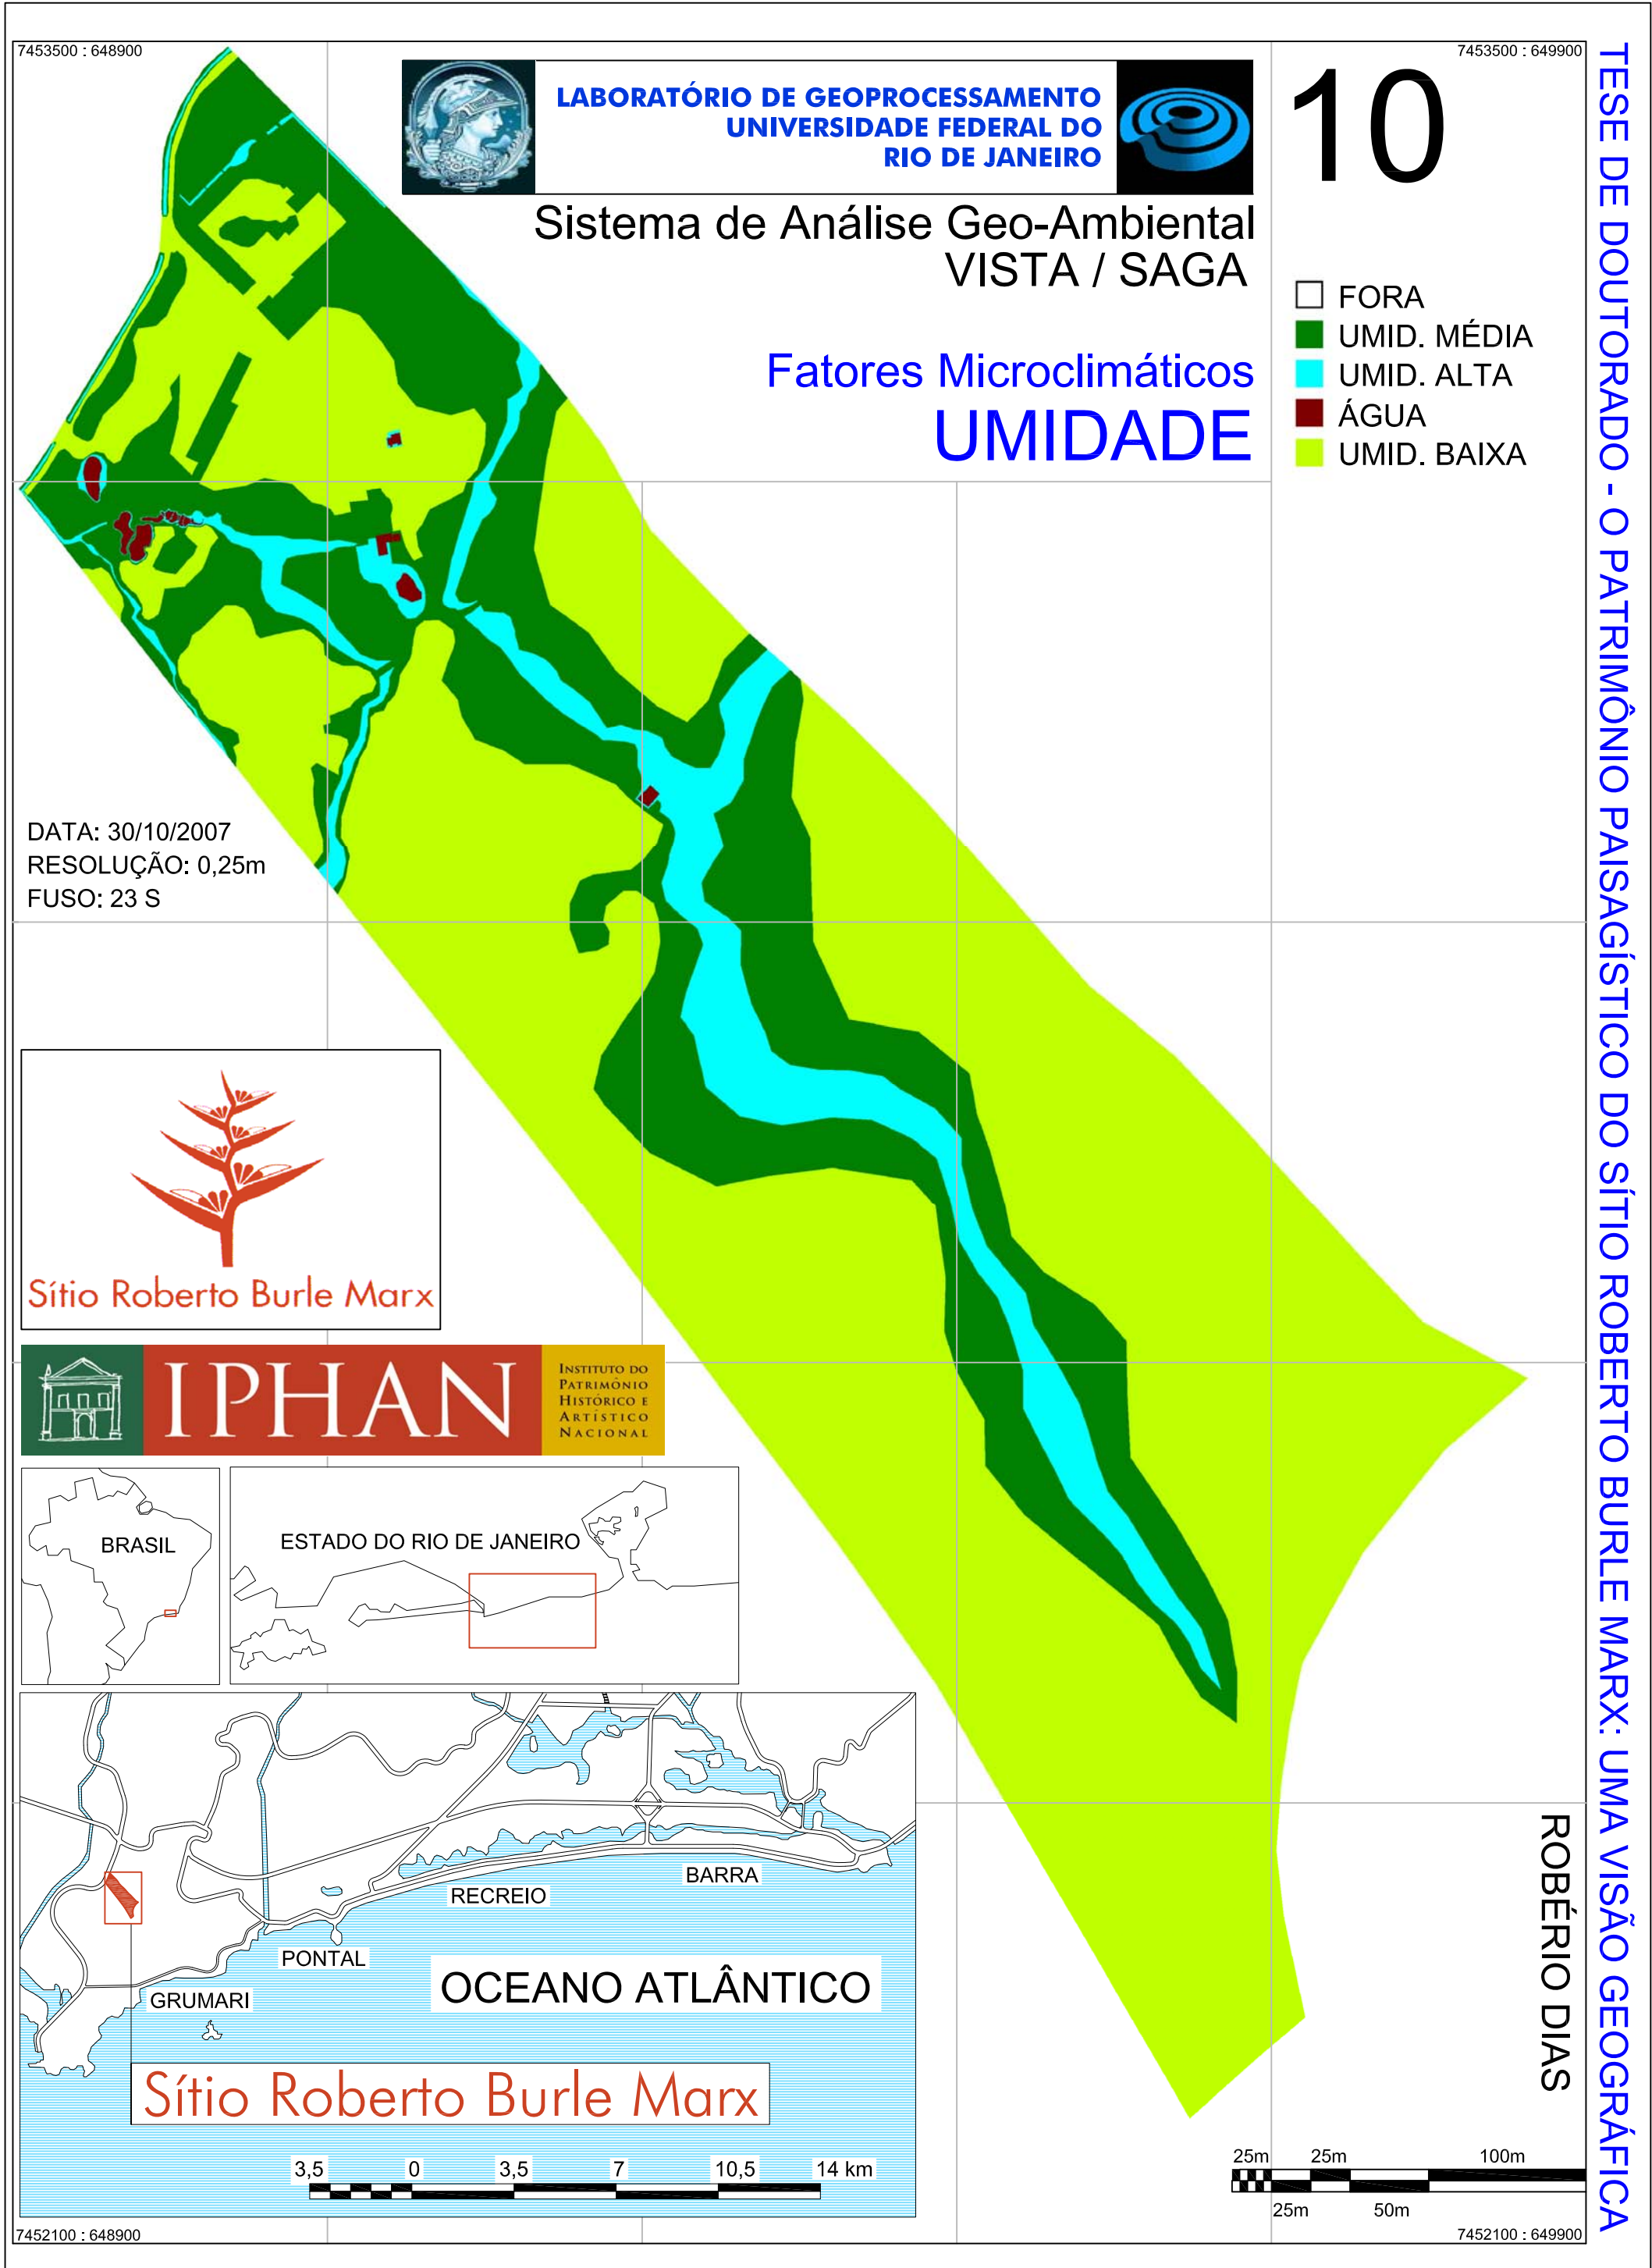 7453500 : 648900
7453500 : 649900
LABORATÓRIO DE GEOPROCESSAMENTO
UNIVERSIDADE FEDERAL DO
RIO DE JANEIRO
10
Sistema de Análise Geo-Ambiental
VISTA / SAGA
Fatores Microclimáticos
UMIDADE
FORA
UMID. MÉDIA
UMID. ALTA
ÁGUA
UMID. BAIXA
TESE DE DOUTORADO - O PATRIMÔNIO PAISAGÍSTICO DO SÍTIO ROBERTO BURLE MARX: UMA VISÃO GEOGRÁFICA
DATA: 30/10/2007
RESOLUÇÃO: 0,25m
FUSO: 23 S
Sítio Roberto Burle Marx
IPHAN
INSTITUTO DO
PATRIMÔNIO
HISTÓRICO E
ARTÍSTICO
NACIONAL
BRASIL
ESTADO DO RIO DE JANEIRO
BARRA
RECREIO
PONTAL
OCEANO ATLÂNTICO
GRUMARI
Sítio Roberto Burle Marx
3,5 0 3,5 7 10,5 14 km
ROBÉRIO DIAS
25m 25m 100m
25m 50m
7452100 : 648900
7452100 : 649900